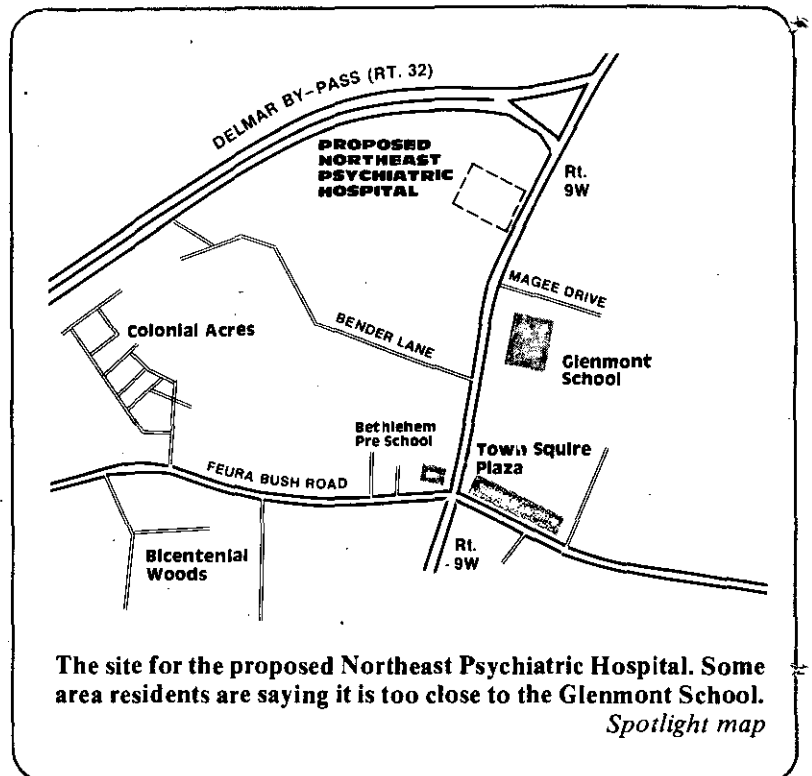 DELMAR BY-PASS (RT. 32)
PROPOSED
NORTHEAST
PSYCHIATRIC
HOSPITAL
Rt.
9W
MAGEE DRIVE
Colonial Acres
BENDER LANE
Glenmont
School
Bethlehem
Pre School
Town Squire
Plaza
FEURA BUSH ROAD
Rt.
9W
Bicentenial
Woods
The site for the proposed Northeast Psychiatric Hospital. Some
area residents are saying it is too close to the Glenmont School.
Spotlight map